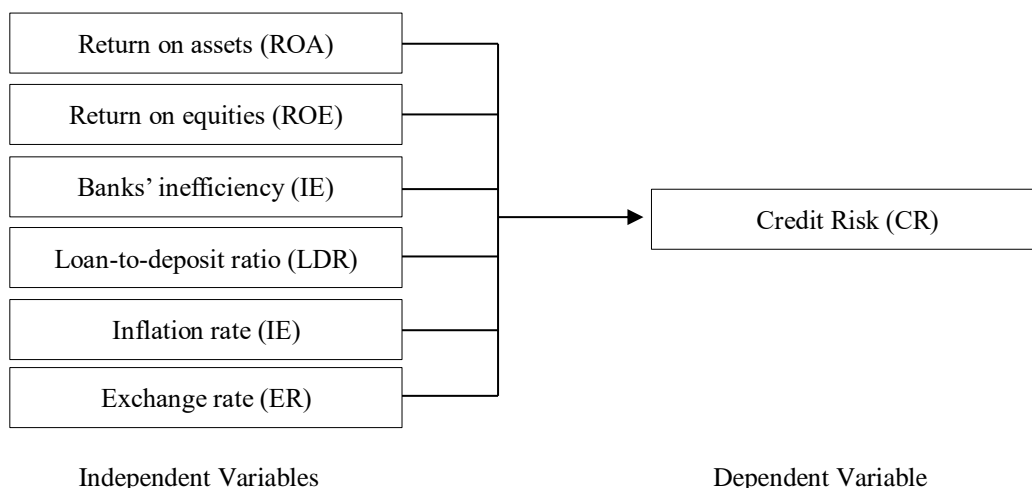 Return on assets (ROA)
Return on equities (ROE)
Banks’ inefficiency (IE)
Loan-to-deposit ratio (LDR)
Inflation rate (IE)
Exchange rate (ER)
Credit Risk (CR)
Independent Variables
Dependent Variable